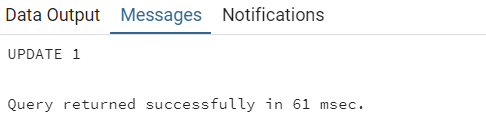 Data Output Messages Notifications
UPDATE 1
Query returned successfully in 61 msec.